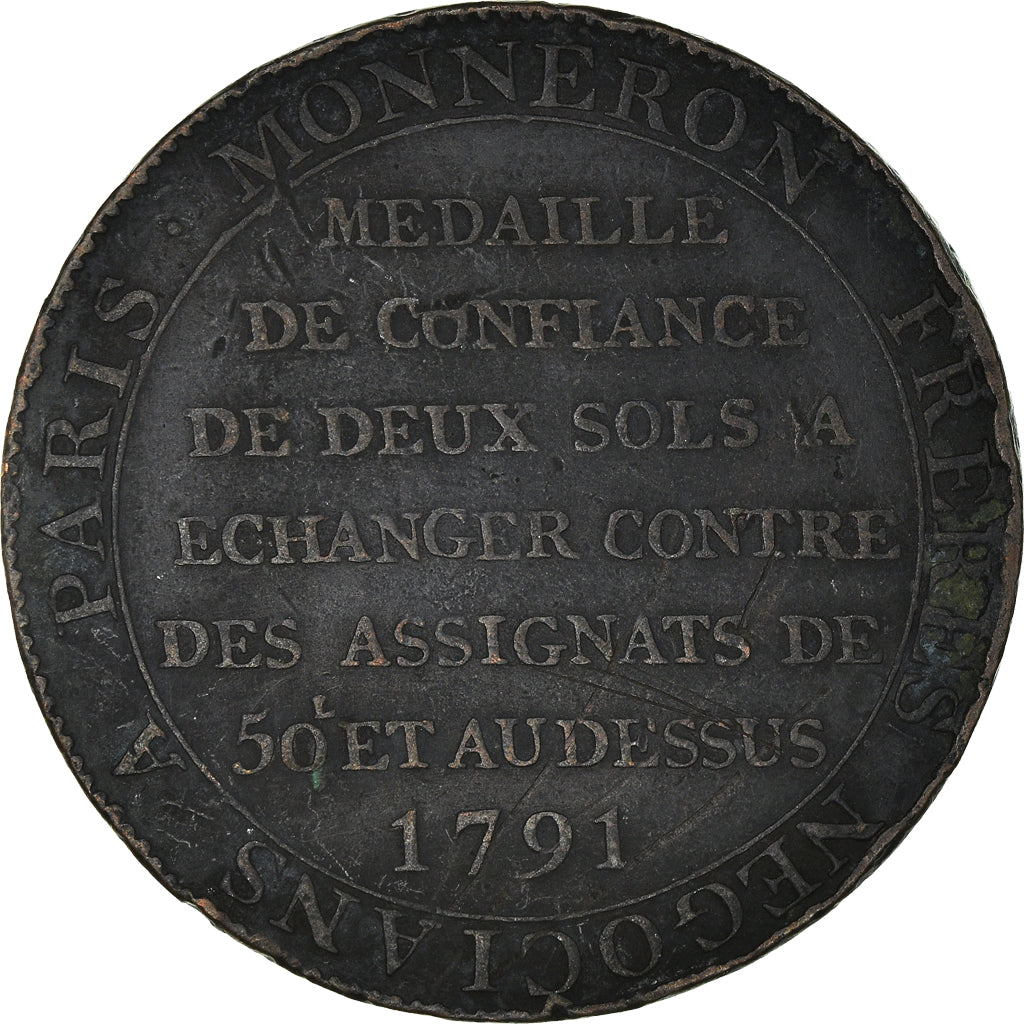 MONNERON FRERES NEGOCIANS A PARIS .
MEDAILLE
DE CONFIANCE
DE DEUX SOLS A
ECHANGER CONTRE
DES ASSIGNATS DE
50L ET AUDESSUS
1791